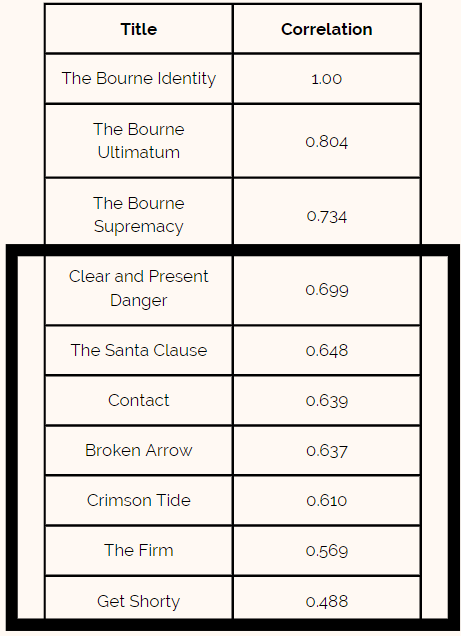 Title Correlation
The Bourne Identity 1.00
The Bourne
Ultimatum 0.804
The Bourne
Supremacy 0.734
Clear and Present
Danger 0.699
The Santa Clause 0.648
Contact 0.639
Broken Arrow 0.637
Crimson Tide 0.610
The Firm 0.569
Get Shorty 0.488